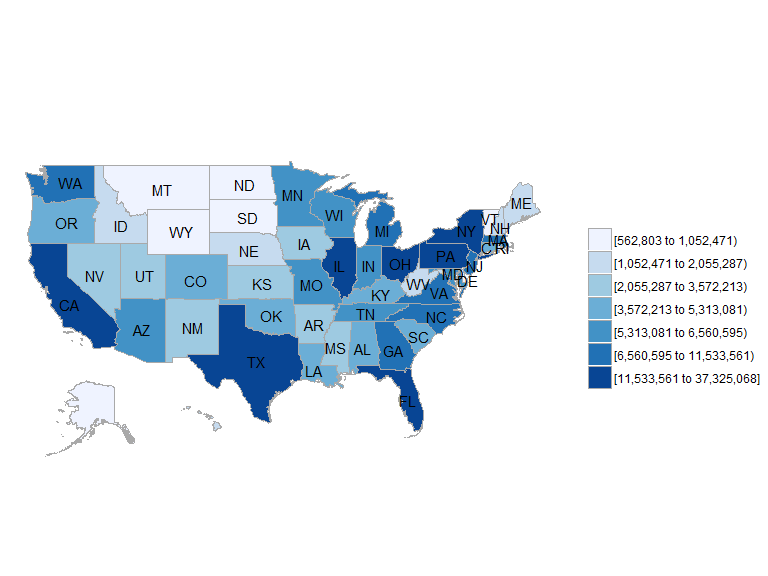 WA
MT
ND
MN
ME
VT
NH
OR
ID
SD
WI
MI
NY
MA
WY
IA
PA
RI
NE
NV
UT
CO
IL
IN
OH
NJ
CA
KS
MO
WV
MD
DE
KY
VA
AZ
NM
OK
TN
NC
AR
SC
TX
MS
AL
GA
LA
FL
[562,803 to 1,052,471)
[1,052,471 to 2,055,287)
[2,055,287 to 3,572,213)
[3,572,213 to 5,313,081)
[5,313,081 to 6,560,595)
[6,560,595 to 11,533,561)
[11,533,561 to 37,325,068]